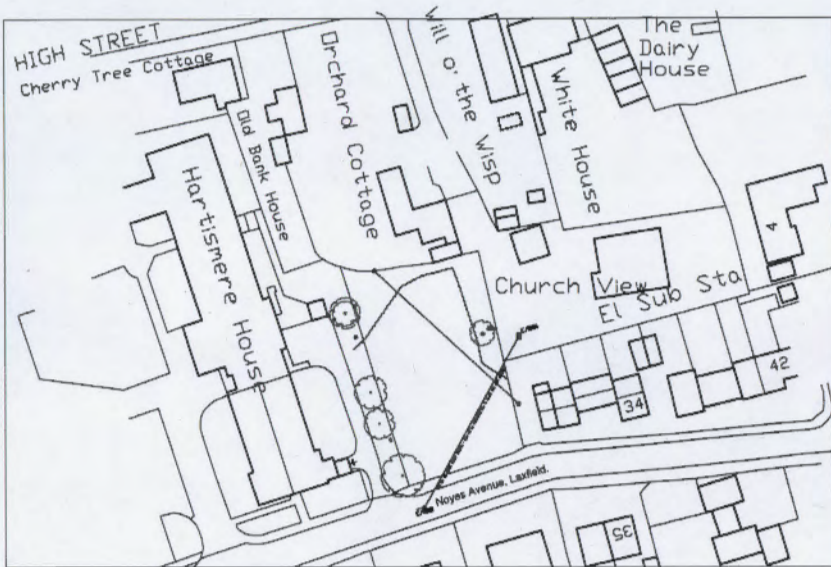 HIGH STREET
Cherry Tree Cottage
Old Bank House
Orchard Cottage
Will o' the Wisp
White House
The
Dairy
House
Hartismere House
Church View
El Sub Sta
4
42
34
Noyes Avenue, Laxfield.
35